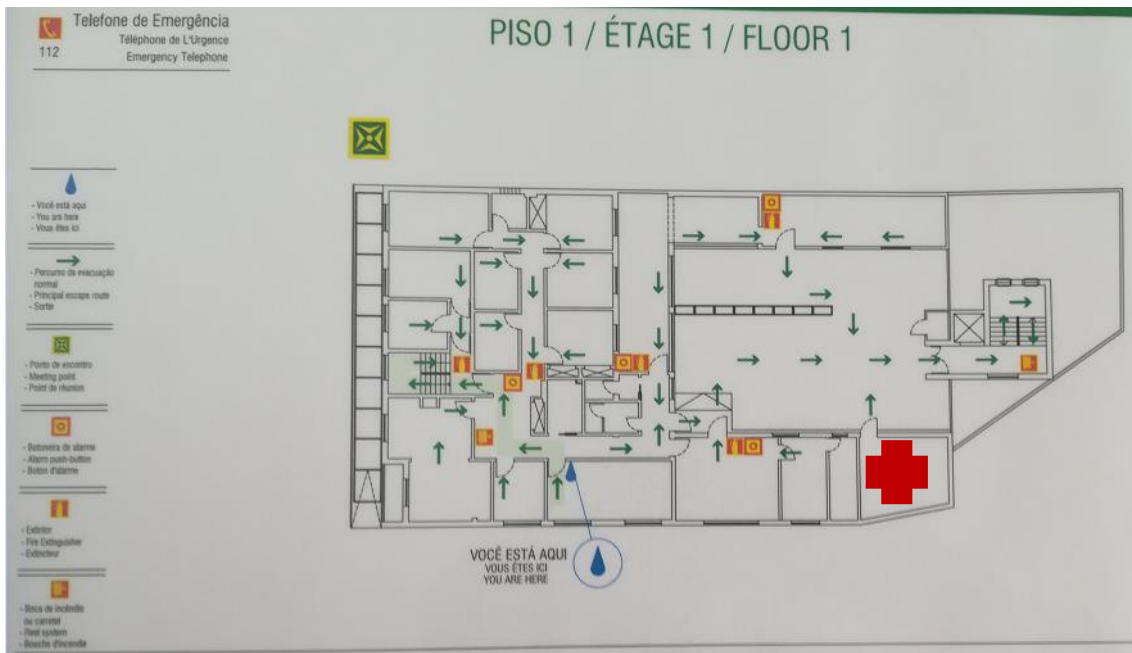 Telefone de Emergência
Téléphone de L'Urgence
Emergency Telephone
112
PISO 1 / ÉTAGE 1 / FLOOR 1
- Você está aqui
- You are here
- Vous êtes ici
- Percurso de evacuação
normal
- Principal escape route
- Sortie
- Ponto de encontro
- Meeting point
- Point de réunion
- Botoneira de alarme
- Alarm push-button
- Boton d'alarme
- Extintor
- Fire Extinguisher
- Extincteur
- Boca de incêndio
ou carretel
- Reel system
- Bouche d'incendie
VOCÊ ESTÁ AQUI
VOUS ÊTES ICI
YOU ARE HERE